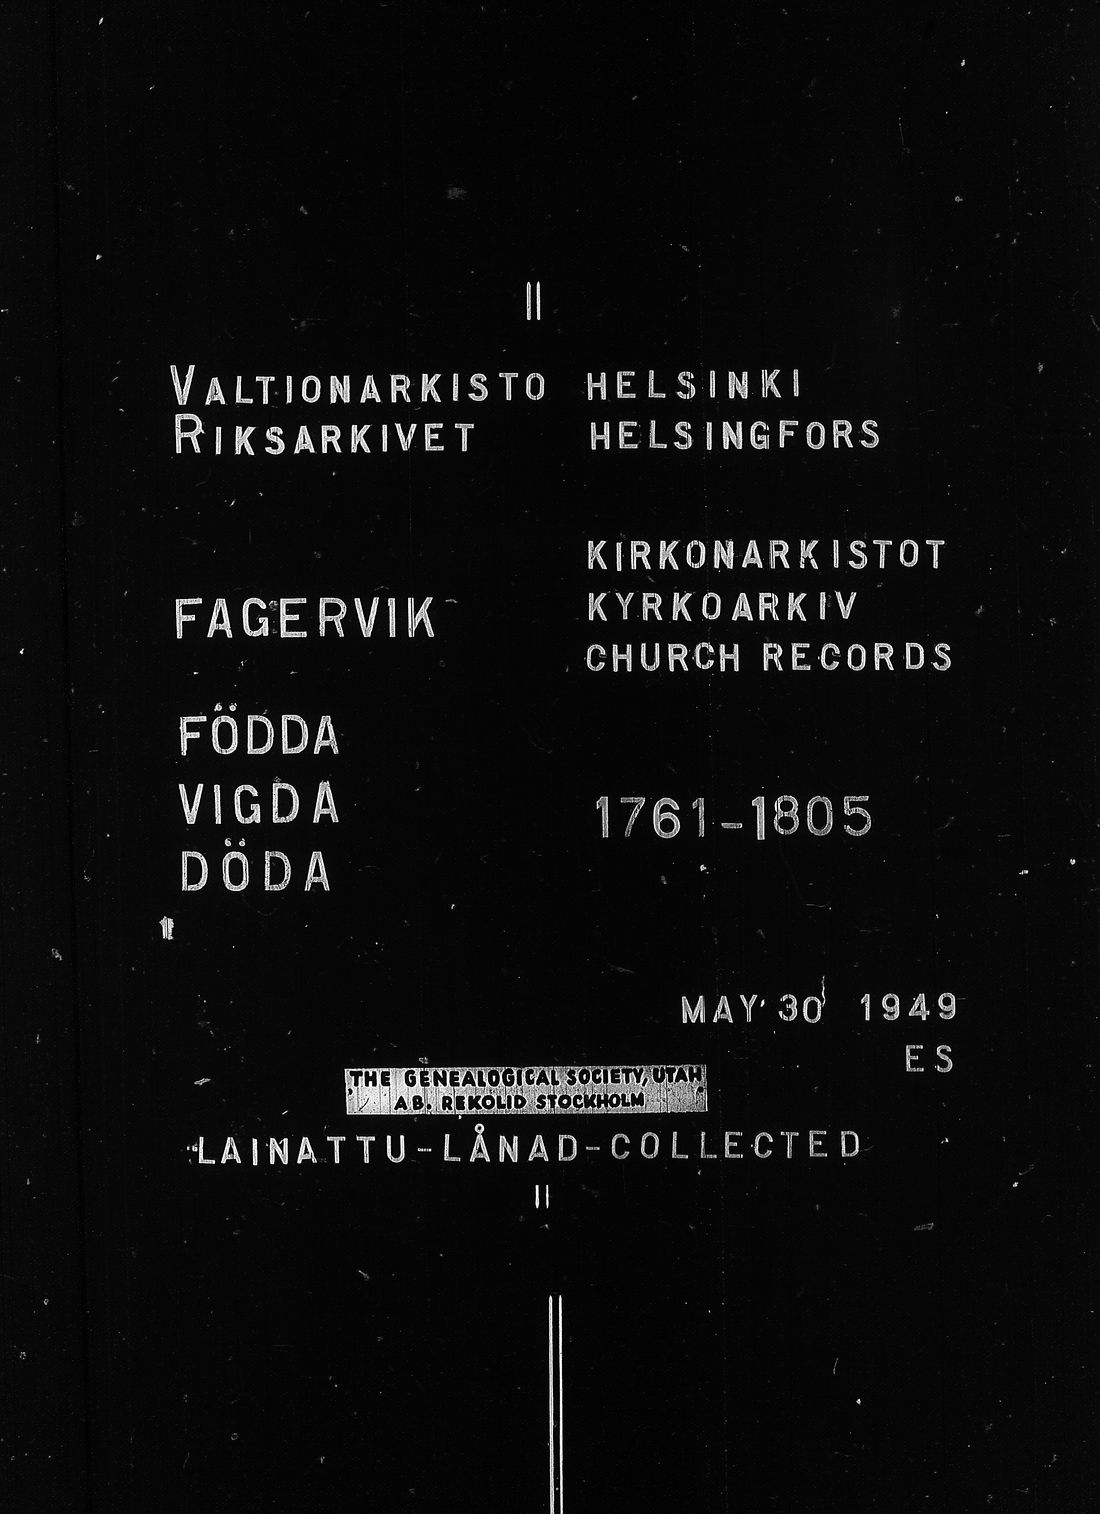 VALTIONARKISTO HELSINKI
RIKSARKIVET HELSINGFORS
KIRKONARKISTOT
KYRKOARKIV
CHURCH RECORDS
FAGERVIK
FÖDDA
VIGDA
DÖDA
1761-1805
MAY 30 1949
ES
THE GENEALOGICAL SOCIETY, UTAH
AB. REKOLID STOCKHOLM
LAINATTU-LÅNAD-COLLECTED